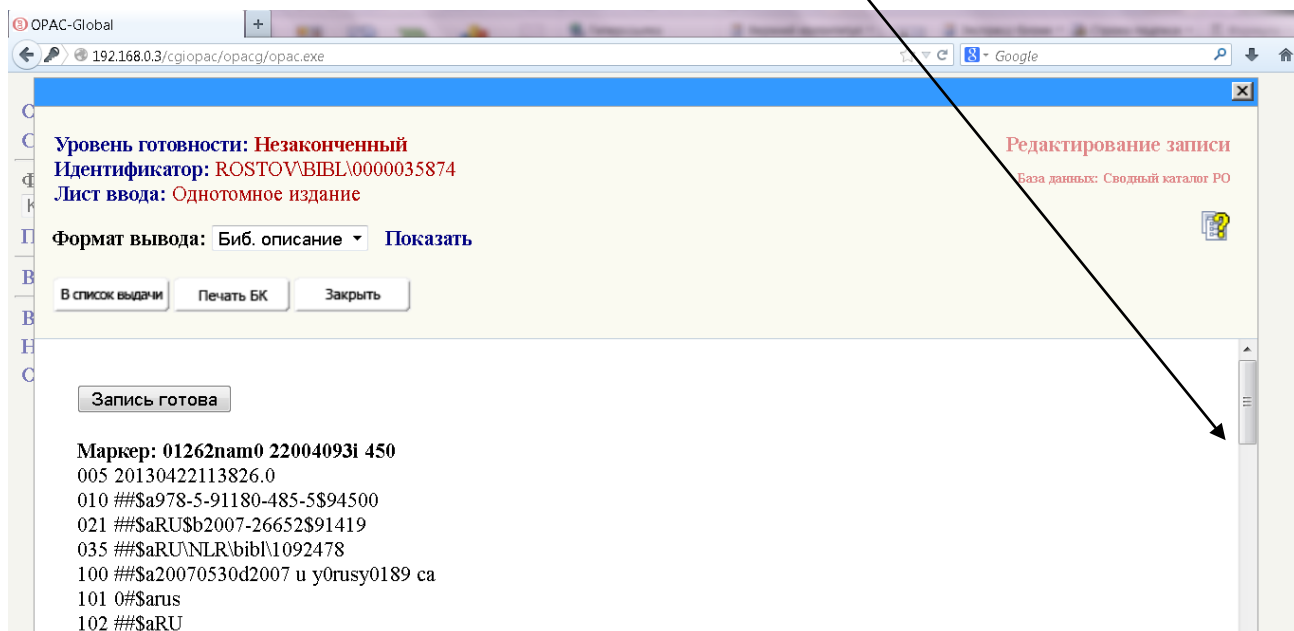 OPAC-Global
192.168.0.3/cgiopac/opacg/opac.exe
Google
Уровень готовности: Незаконченный
Редактирование записи
Идентификатор: ROSTOV\BIBL\0000035874
База данных: Сводный каталог РО
Лист ввода: Однотомное издание
Формат вывода: Биб. описание Показать
В список выдачи Печать БК Закрыть
Запись готова
Маркер: 01262nam0 22004093i 450
005 20130422113826.0
010 ##$a978-5-91180-485-5$94500
021 ##$aRU$b2007-26652$91419
035 ##$aRU\NLR\bibl\1092478
100 ##$a20070530d2007 u y0rusy0189 ca
101 0#$arus
102 ##$aRU